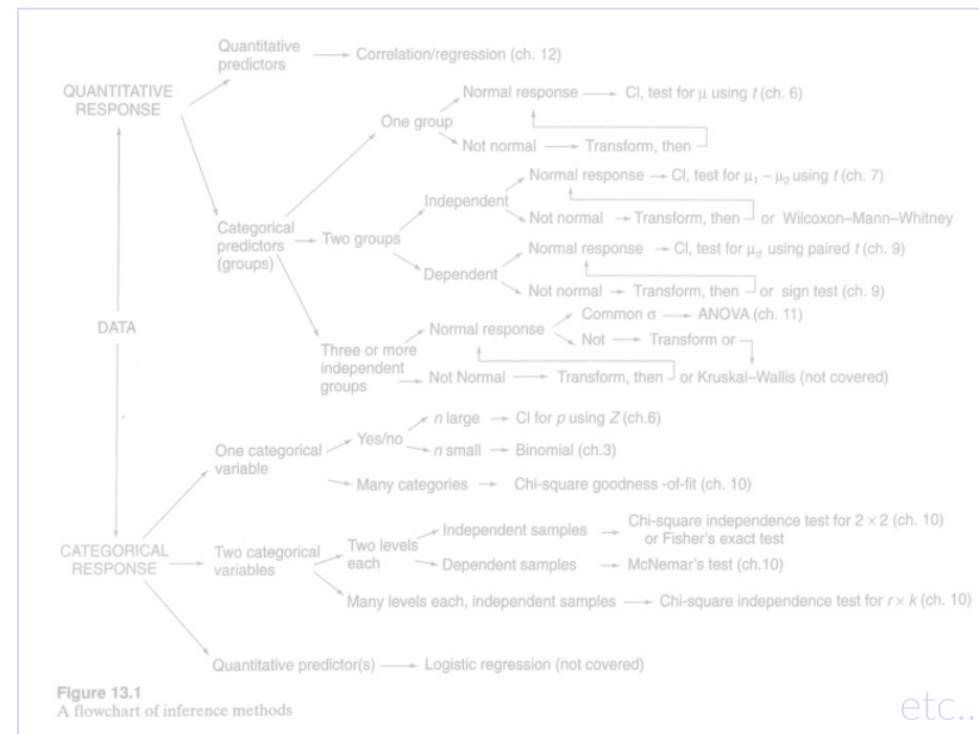 Quantitative
predictors
Correlation/regression (ch. 12)
QUANTITATIVE
RESPONSE
Normal response
CI, test for μ using t (ch. 6)
One group
Not normal
Transform, then
Normal response
CI, test for μ₁ – μ₂ using t (ch. 7)
Independent
Not normal
Transform, then
or Wilcoxon–Mann–Whitney
Categorical
predictors
(groups)
Two groups
Normal response
CI, test for μd using paired t (ch. 9)
Dependent
Not normal
Transform, then
or sign test (ch. 9)
DATA
Common σ
ANOVA (ch. 11)
Normal response
Not
Transform or
Three or more
independent
groups
Not Normal
Transform, then
or Kruskal–Wallis (not covered)
n large
CI for p using Z (ch.6)
Yes/no
One categorical
variable
n small
Binomial (ch.3)
Many categories
Chi-square goodness -of-fit (ch. 10)
CATEGORICAL
RESPONSE
Two categorical
variables
Two levels
each
Independent samples
Chi-square independence test for 2 × 2 (ch. 10)
or Fisher's exact test
Dependent samples
McNemar's test (ch.10)
Many levels each, independent samples
Chi-square independence test for r× k (ch. 10)
Quantitative predictor(s)
Logistic regression (not covered)
Figure 13.1
A flowchart of inference methods
etc..